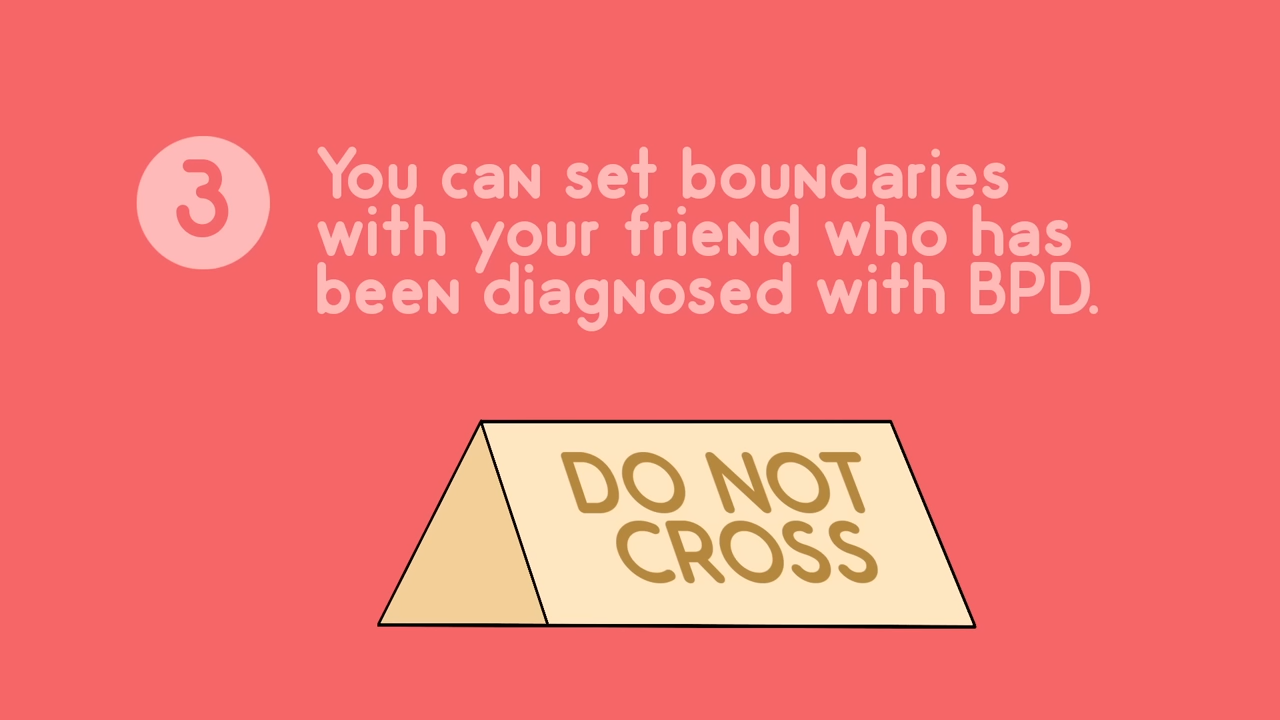 3
You can set boundaries
with your friend who has
been diagnosed with BPD.
DO NOT
CROSS